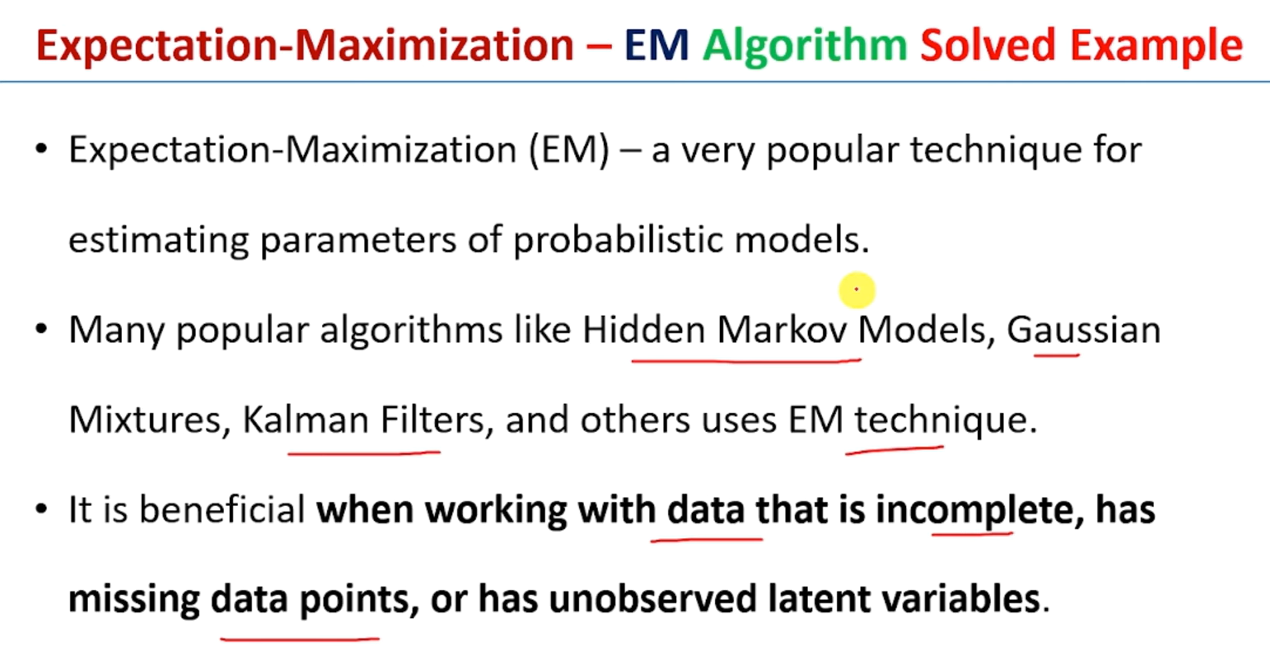 Expectation-Maximization – EM Algorithm Solved Example
• Expectation-Maximization (EM) – a very popular technique for
estimating parameters of probabilistic models.
• Many popular algorithms like Hidden Markov Models, Gaussian
Mixtures, Kalman Filters, and others uses EM technique.
• It is beneficial when working with data that is incomplete, has
missing data points, or has unobserved latent variables.